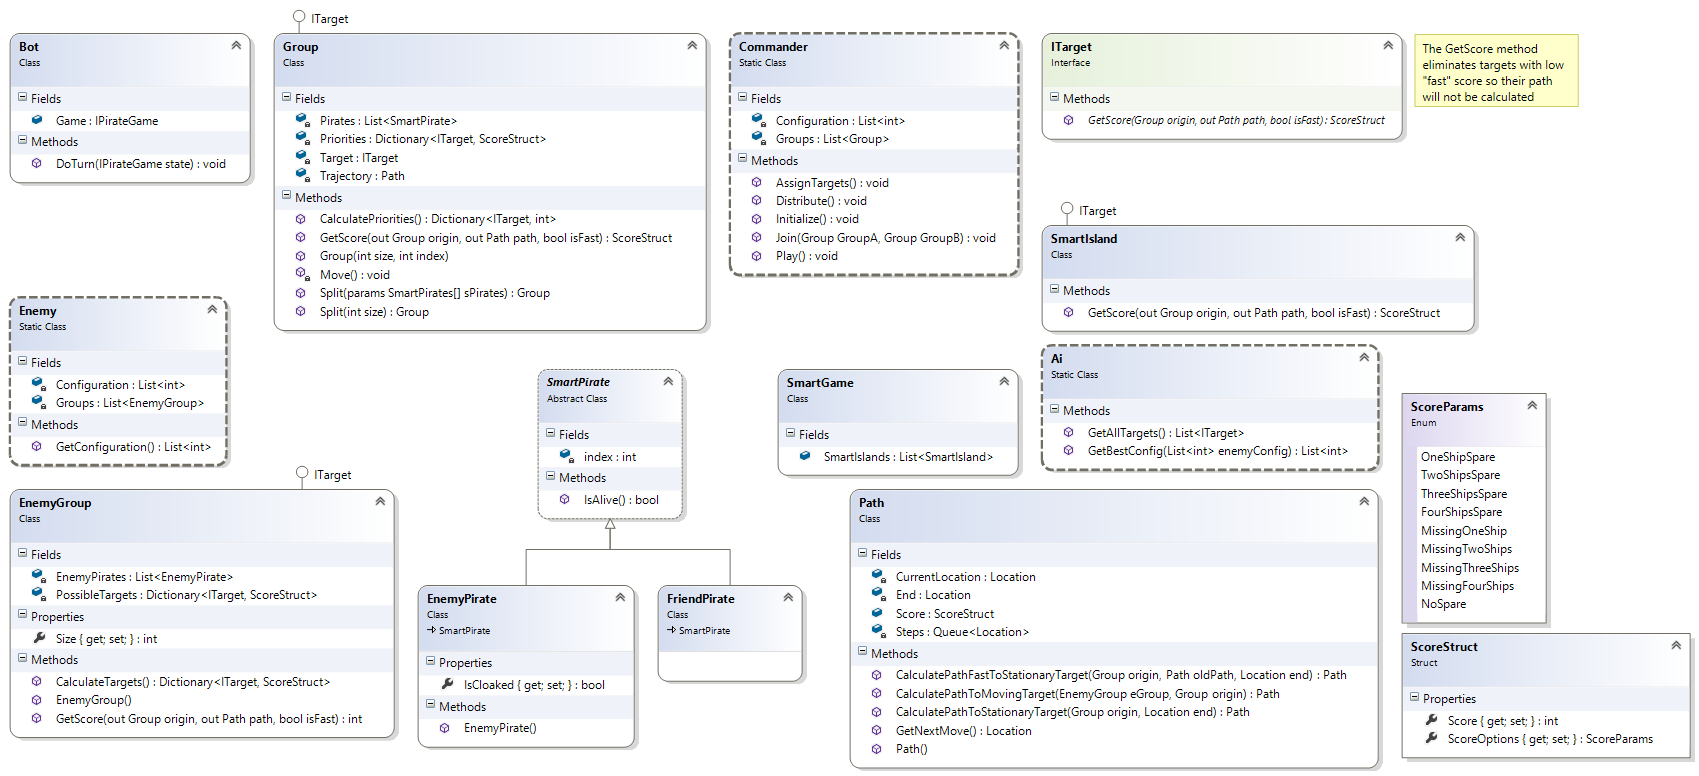 Bot
Class
Fields
Game : IPirateGame
Methods
DoTurn(IPirateGame state) : void
ITarget
Group
Class
Fields
Pirates : List<SmartPirate>
Priorities : Dictionary<ITarget, ScoreStruct>
Target : ITarget
Trajectory : Path
Methods
CalculatePriorities() : Dictionary<ITarget, int>
GetScore(out Group origin, out Path path, bool isFast) : ScoreStruct
Group(int size, int index)
Move() : void
Split(params SmartPirates[] sPirates) : Group
Split(int size) : Group
Commander
Static Class
Fields
Configuration : List<int>
Groups : List<Group>
Methods
AssignTargets() : void
Distribute() : void
Initialize() : void
Join(Group GroupA, Group GroupB) : void
Play() : void
ITarget
Interface
Methods
GetScore(Group origin, out Path path, bool isFast) : ScoreStruct
The GetScore method
eliminates targets with low
"fast" score so their path
will not be calculated
ITarget
SmartIsland
Class
Methods
GetScore(out Group origin, out Path path, bool isFast) : ScoreStruct
Enemy
Static Class
Fields
Configuration : List<int>
Groups : List<EnemyGroup>
Methods
GetConfiguration() : List<int>
SmartPirate
Abstract Class
Fields
index : int
Methods
IsAlive() : bool
SmartGame
Class
Fields
SmartIslands : List<SmartIsland>
Ai
Static Class
Methods
GetAllTargets() : List<ITarget>
GetBestConfig(List<int> enemyConfig) : List<int>
ScoreParams
Enum
OneShipSpare
TwoShipsSpare
ThreeShipsSpare
FourShipsSpare
MissingOneShip
MissingTwoShips
MissingThreeShips
MissingFourShips
NoSpare
ITarget
EnemyGroup
Class
Fields
EnemyPirates : List<EnemyPirate>
PossibleTargets : Dictionary<ITarget, ScoreStruct>
Properties
Size { get; set; } : int
Methods
CalculateTargets() : Dictionary<ITarget, ScoreStruct>
EnemyGroup()
GetScore(out Group origin, out Path path, bool isFast) : int
EnemyPirate
Class
SmartPirate
Properties
IsCloaked { get; set; } : bool
Methods
EnemyPirate()
FriendPirate
Class
SmartPirate
Path
Class
Fields
CurrentLocation : Location
End : Location
Score : ScoreStruct
Steps : Queue<Location>
Methods
CalculatePathFastToStationaryTarget(Group origin, Path oldPath, Location end) : Path
CalculatePathToMovingTarget(EnemyGroup eGroup, Group origin) : Path
CalculatePathToStationaryTarget(Group origin, Location end) : Path
GetNextMove() : Location
Path()
ScoreStruct
Struct
Properties
Score { get; set; } : int
ScoreOptions { get; set; } : ScoreParams